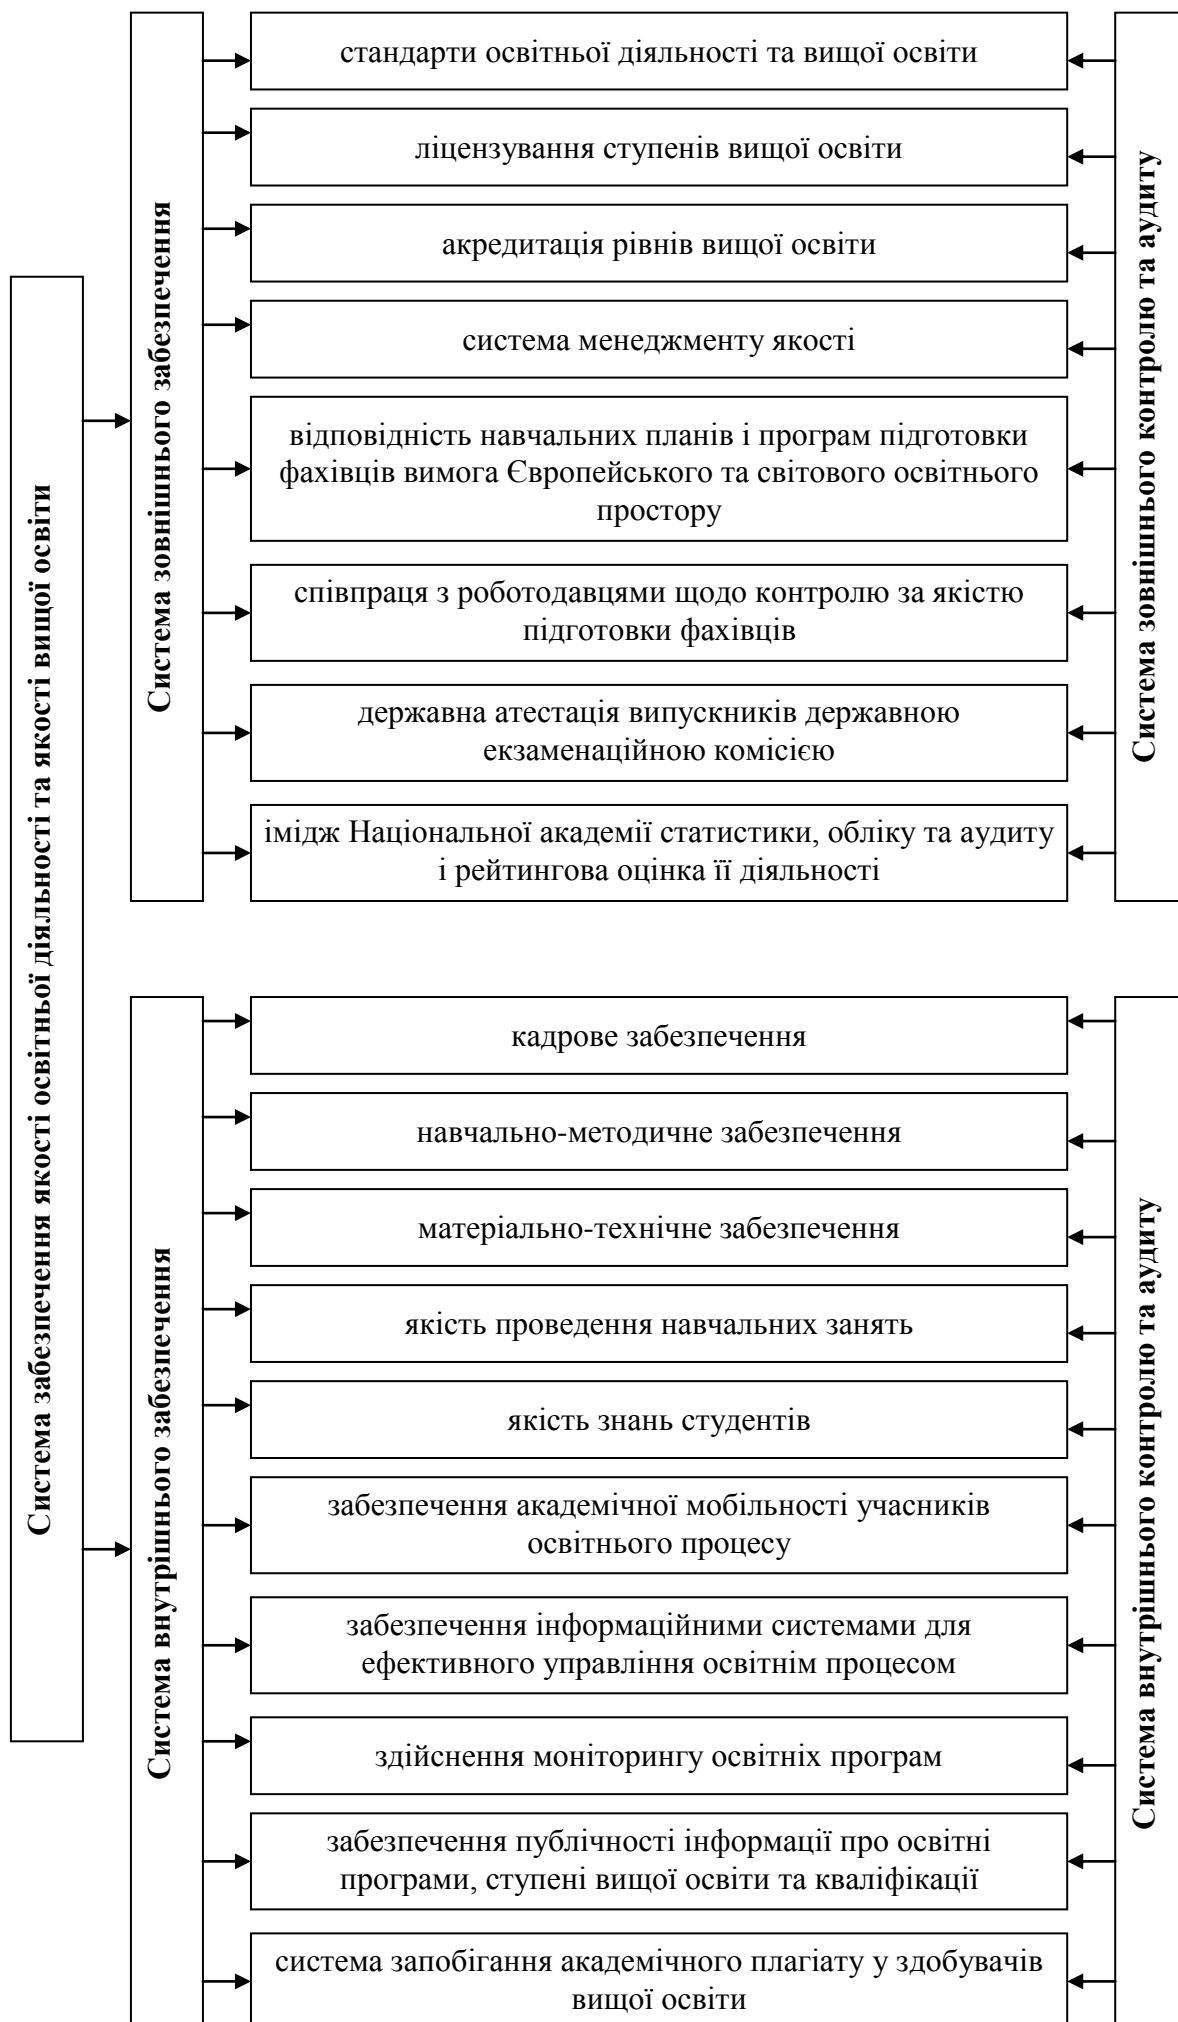 Система забезпечення якості освітньої діяльності та якості вищої освіти
Система зовнішнього забезпечення
стандарти освітньої діяльності та вищої освіти
ліцензування ступенів вищої освіти
акредитація рівнів вищої освіти
система менеджменту якості
відповідність навчальних планів і програм підготовки
фахівців вимога Європейського та світового освітнього
простору
співпраця з роботодавцями щодо контролю за якістю
підготовки фахівців
державна атестація випускників державною
екзаменаційною комісією
імідж Національної академії статистики, обліку та аудиту
і рейтингова оцінка її діяльності
Система зовнішнього контролю та аудиту
Система внутрішнього забезпечення
кадрове забезпечення
навчально-методичне забезпечення
матеріально-технічне забезпечення
якість проведення навчальних занять
якість знань студентів
забезпечення академічної мобільності учасників
освітнього процесу
забезпечення інформаційними системами для
ефективного управління освітнім процесом
здійснення моніторингу освітніх програм
забезпечення публічності інформації про освітні
програми, ступені вищої освіти та кваліфікації
система запобігання академічного плагіату у здобувачів
вищої освіти
Система внутрішнього контролю та аудиту